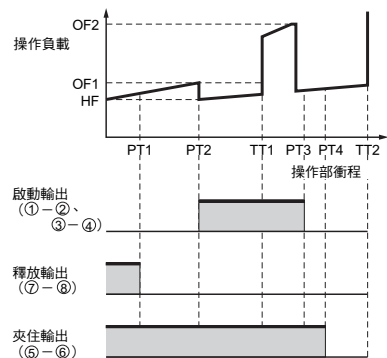 OF2
操作負載
OF1
HF
PT1 PT2 TT1 PT3 PT4 TT2
操作部衝程
啟動輸出
(①－②、
③－④)
釋放輸出
(⑦－⑧)
夾住輸出
(⑤－⑥)